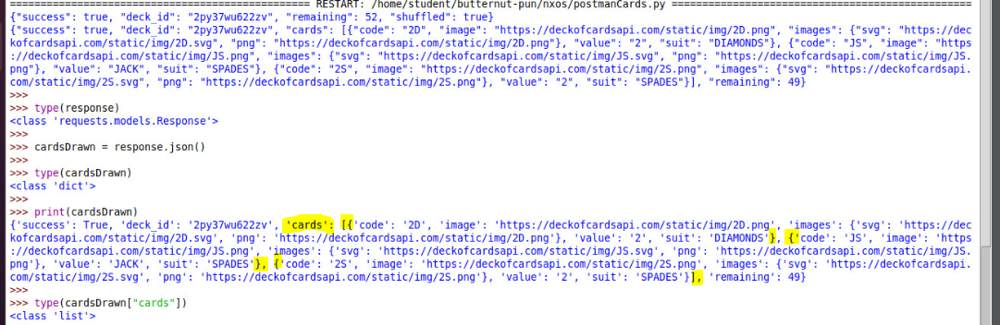 ================================================ RESTART: /home/student/butternut-pun/nxos/postmanCards.py ================================================
{"success": true, "deck_id": "2py37wu622zv", "remaining": 52, "shuffled": true}
{"success": true, "deck_id": "2py37wu622zv", "cards": [{"code": "2D", "image": "https://deckofcardsapi.com/static/img/2D.png", "images": {"svg": "https://dec
kofcardsapi.com/static/img/2D.svg", "png": "https://deckofcardsapi.com/static/img/2D.png"}, "value": "2", "suit": "DIAMONDS"}, {"code": "JS", "image": "https
://deckofcardsapi.com/static/img/JS.png", "images": {"svg": "https://deckofcardsapi.com/static/img/JS.svg", "png": "https://deckofcardsapi.com/static/img/JS.
png"}, "value": "JACK", "suit": "SPADES"}, {"code": "2S", "image": "https://deckofcardsapi.com/static/img/2S.png", "images": {"svg": "https://deckofcardsapi.
com/static/img/2S.svg", "png": "https://deckofcardsapi.com/static/img/2S.png"}, "value": "2", "suit": "SPADES"}], "remaining": 49}
>>>
>>> type(response)
<class 'requests.models.Response'>
>>>
>>> cardsDrawn = response.json()
>>>
>>> type(cardsDrawn)
<class 'dict'>
>>>
>>> print(cardsDrawn)
{'success': True, 'deck_id': '2py37wu622zv', 'cards': [{'code': '2D', 'image': 'https://deckofcardsapi.com/static/img/2D.png', 'images': {'svg': 'https://dec
kofcardsapi.com/static/img/2D.svg', 'png': 'https://deckofcardsapi.com/static/img/2D.png'}, 'value': '2', 'suit': 'DIAMONDS'}, {'code': 'JS', 'image': 'https
://deckofcardsapi.com/static/img/JS.png', 'images': {'svg': 'https://deckofcardsapi.com/static/img/JS.svg', 'png': 'https://deckofcardsapi.com/static/img/JS.
png'}, 'value': 'JACK', 'suit': 'SPADES'}, {'code': '2S', 'image': 'https://deckofcardsapi.com/static/img/2S.png', 'images': {'svg': 'https://deckofcardsapi.
com/static/img/2S.svg', 'png': 'https://deckofcardsapi.com/static/img/2S.png'}, 'value': '2', 'suit': 'SPADES'}], 'remaining': 49}
>>>
>>> type(cardsDrawn["cards"])
<class 'list'>